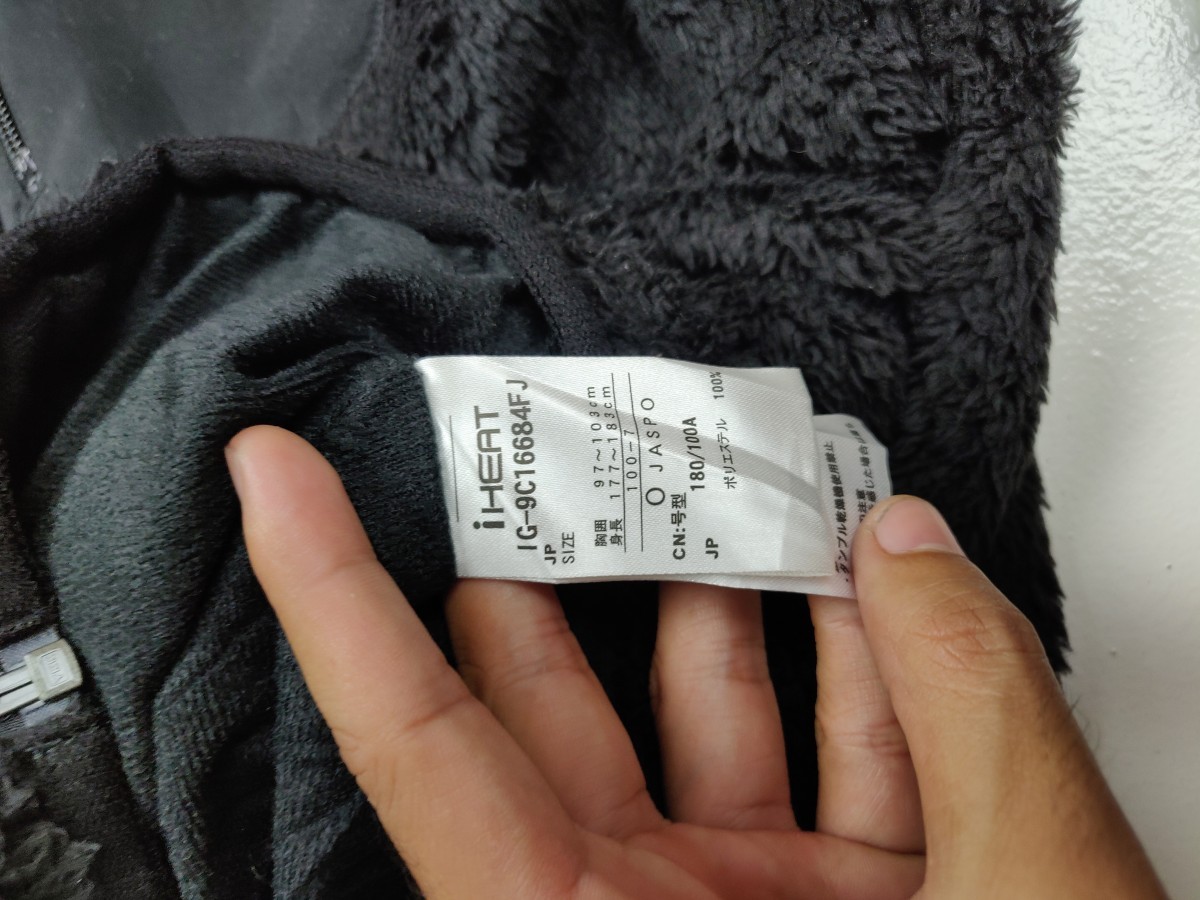 iHEAT
IG-9C16684FJ
JP
SIZE
胸囲 97～103cm
身長 177～183cm
100-7
O JASPO
CN:号型 180/100A
JP
ポリエステル 100%
タンブル乾燥機使用禁止